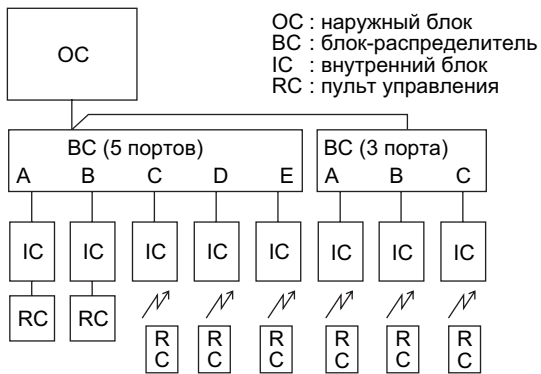 OC
OC : наружный блок
BC : блок-распределитель
IC : внутренний блок
RC : пульт управления
BC (5 портов)
A B C D E
BC (3 порта)
A B C
IC IC IC IC IC IC IC IC
RC RC
R R R R R R
C C C C C C